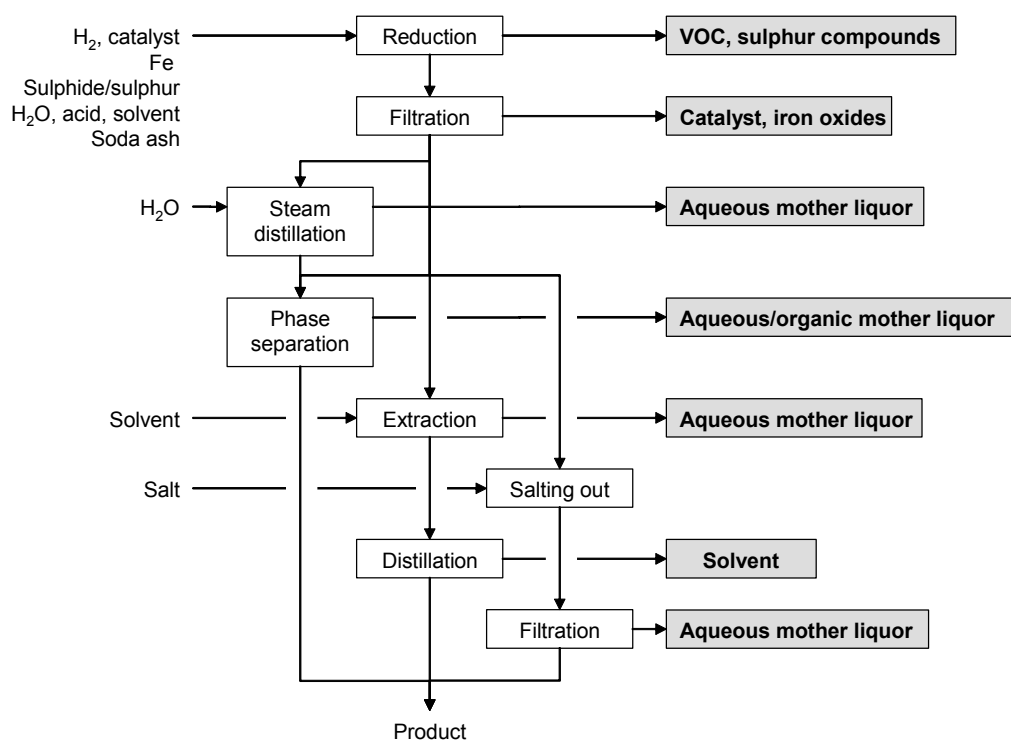 H₂, catalyst
Fe
Sulphide/sulphur
H₂O, acid, solvent
Soda ash
Reduction
VOC, sulphur compounds
Filtration
Catalyst, iron oxides
H₂O
Steam
distillation
Aqueous mother liquor
Phase
separation
Aqueous/organic mother liquor
Solvent
Extraction
Aqueous mother liquor
Salt
Salting out
Distillation
Solvent
Filtration
Aqueous mother liquor
Product